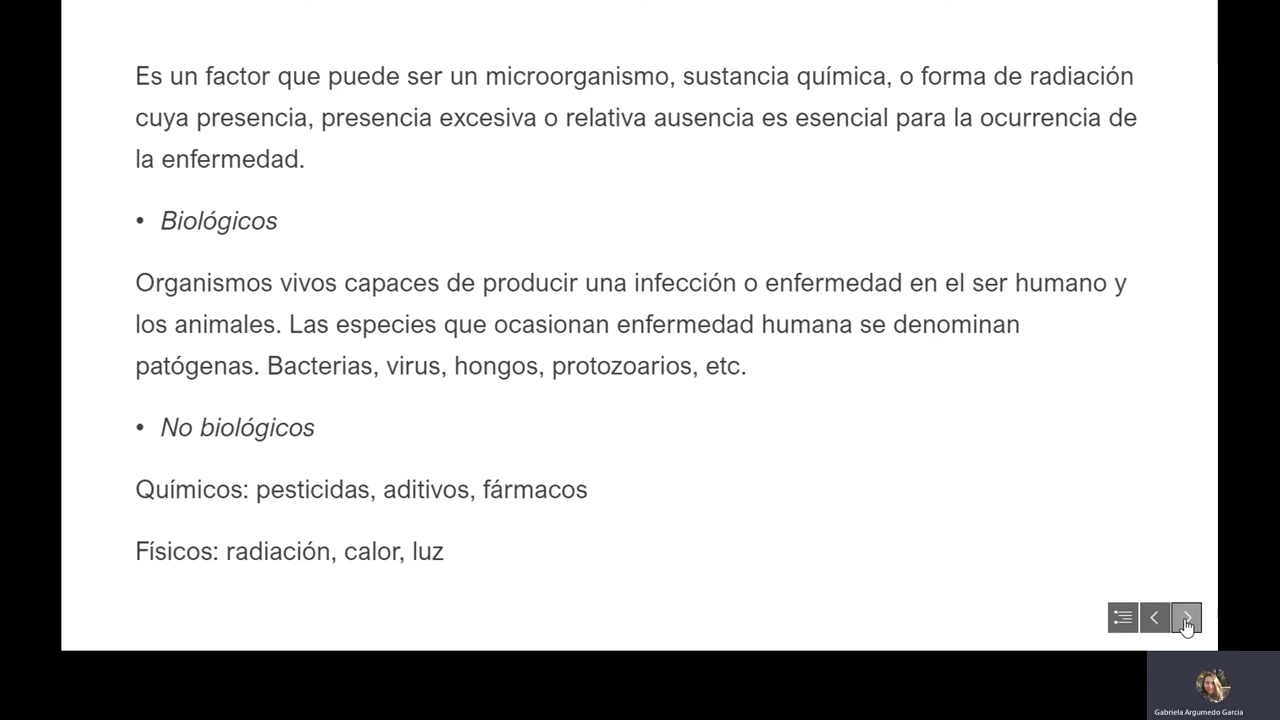 Es un factor que puede ser un microorganismo, sustancia química, o forma de radiación
cuya presencia, presencia excesiva o relativa ausencia es esencial para la ocurrencia de
la enfermedad.
• Biológicos
Organismos vivos capaces de producir una infección o enfermedad en el ser humano y
los animales. Las especies que ocasionan enfermedad humana se denominan
patógenas. Bacterias, virus, hongos, protozoarios, etc.
• No biológicos
Químicos: pesticidas, aditivos, fármacos
Físicos: radiación, calor, luz
Gabriela Argumedo Garcia